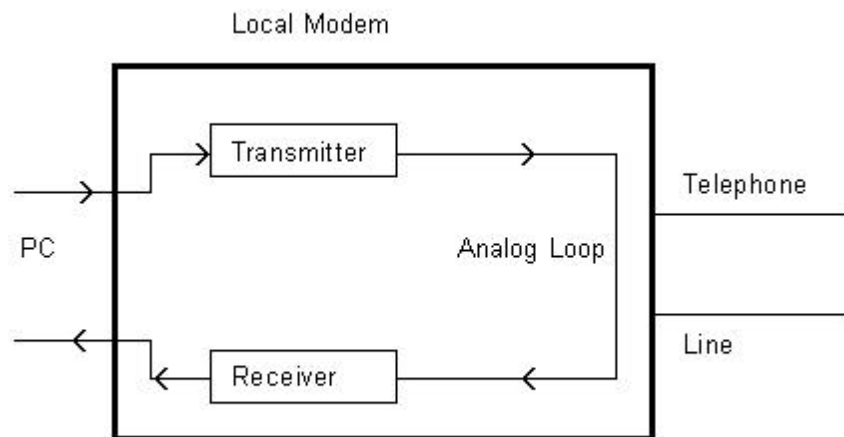 Local Modem
Transmitter
Telephone
PC
Analog Loop
Line
Receiver